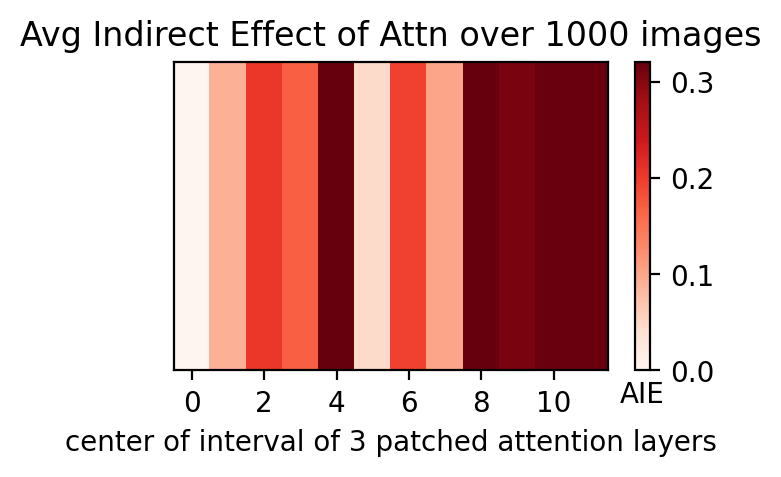 Avg Indirect Effect of Attn over 1000 images
0.3
0.2
0.1
0.0
AIE
0 2 4 6 8 10
center of interval of 3 patched attention layers